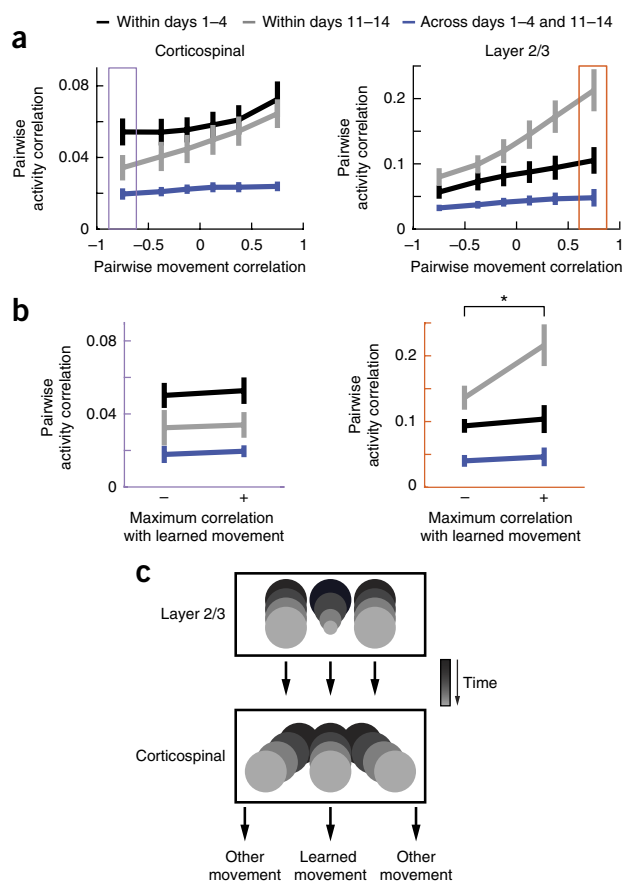 Within days 1–4 Within days 11–14 Across days 1–4 and 11–14
a
Corticospinal
Pairwise
activity correlation
0.08
0.04
0
–1 –0.5 0 0.5 1
Pairwise movement correlation
Layer 2/3
Pairwise
activity correlation
0.2
0.1
0
–1 –0.5 0 0.5 1
Pairwise movement correlation
b
Pairwise
activity correlation
0.08
0.04
0
– +
Maximum correlation
with learned movement
*
Pairwise
activity correlation
0.2
0.1
0
– +
Maximum correlation
with learned movement
c
Layer 2/3
Time
Corticospinal
Other
movement
Learned
movement
Other
movement